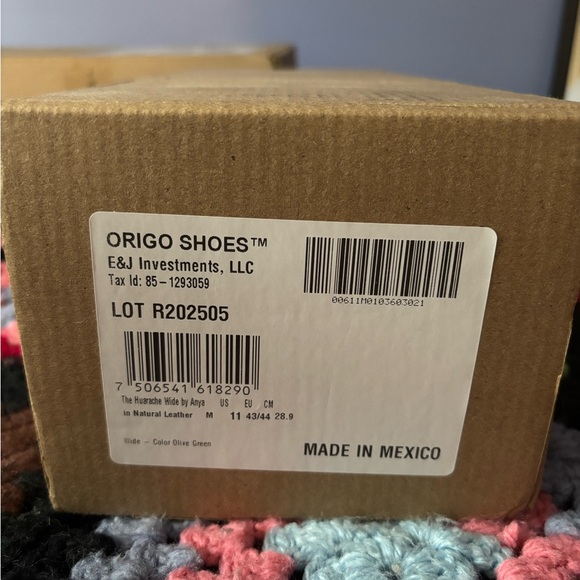 ORIGO SHOES™
E&J Investments, LLC
Tax Id: 85-1293059
LOT R202505
00611M0103603021
7 506541 618290
The Huarache Wide by Anya US EU CM
in Natural Leather M 11 43/44 28.9
Wide - Color Olive Green
MADE IN MEXICO